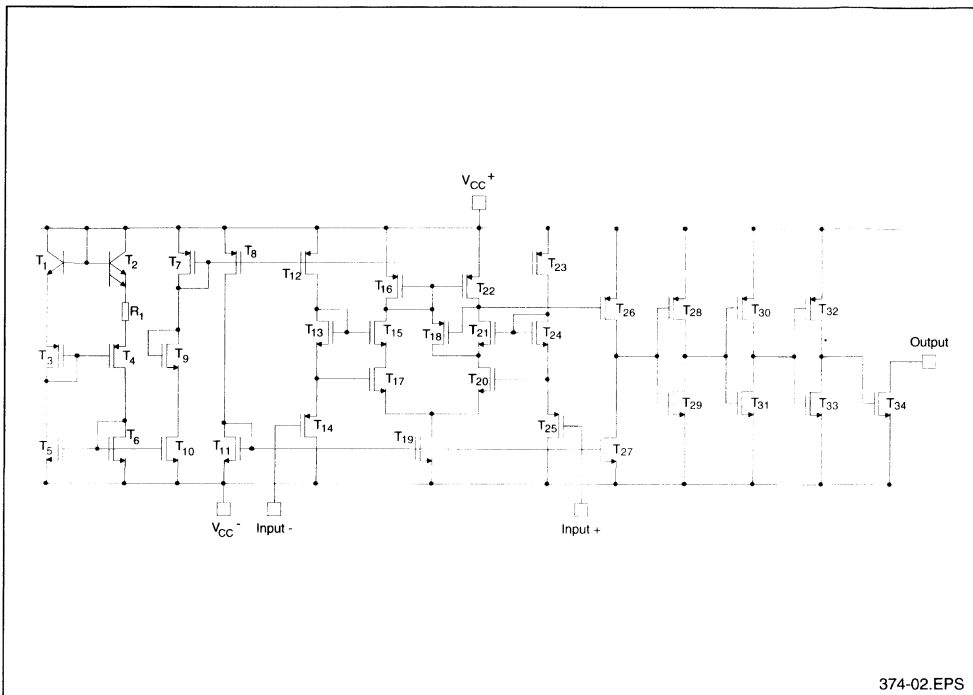 VCC+
T1
T2
T7
T8
T12
T16
T22
T23
R1
T3
T4
T9
T13
T15
T18
T21
T24
T26
T28
T30
T32
T17
T20
Output
T5
T6
T10
T11
T14
T19
T25
T27
T29
T31
T33
T34
VCC-
Input -
Input +
374-02.EPS